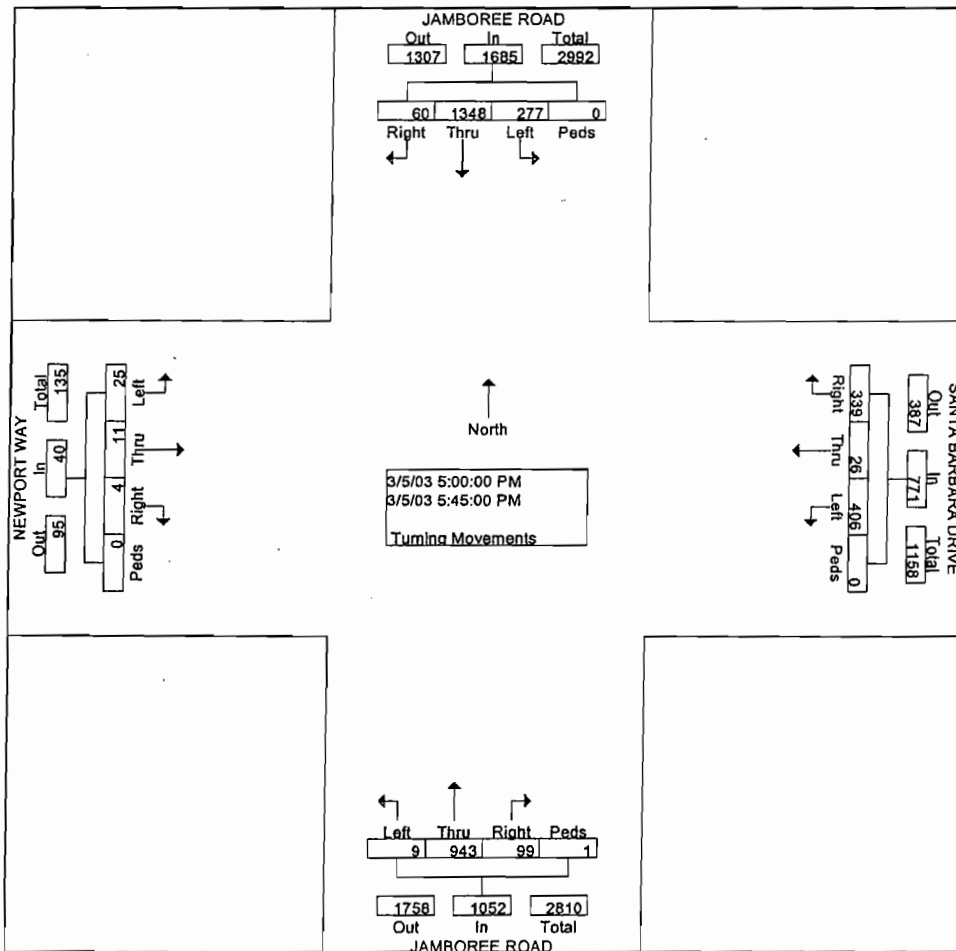 JAMBOREE ROAD
Out In Total
1307 1685 2992
60 1348 277 0
Right Thru Left Peds
NEWPORT WAY
Total In Out
135 40 95
25 11 4 0
Left Thru Right Peds
North
3/5/03 5:00:00 PM
3/5/03 5:45:00 PM
Turning Movements
Right Thru Left Peds
339 26 406 0
Out In Total
387 771 1158
SANTA BARBARA DRIVE
Left Thru Right Peds
9 943 99 1
1758 1052 2810
Out In Total
JAMBOREE ROAD